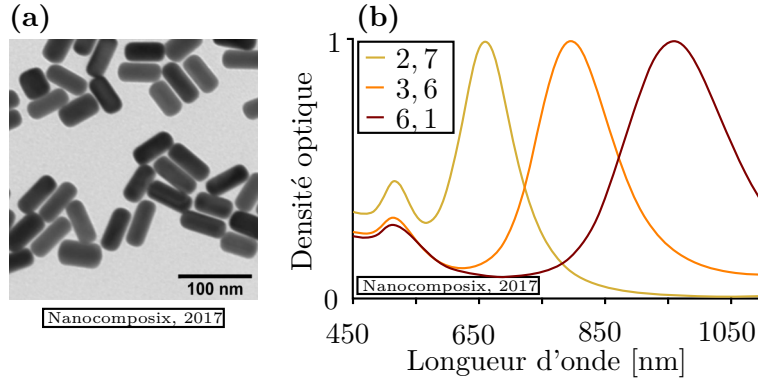 (a)
100 nm
Nanocomposix, 2017
(b)
Densité optique
1
0
2, 7
3, 6
6, 1
Nanocomposix, 2017
450
650
850
1050
Longueur d'onde [nm]